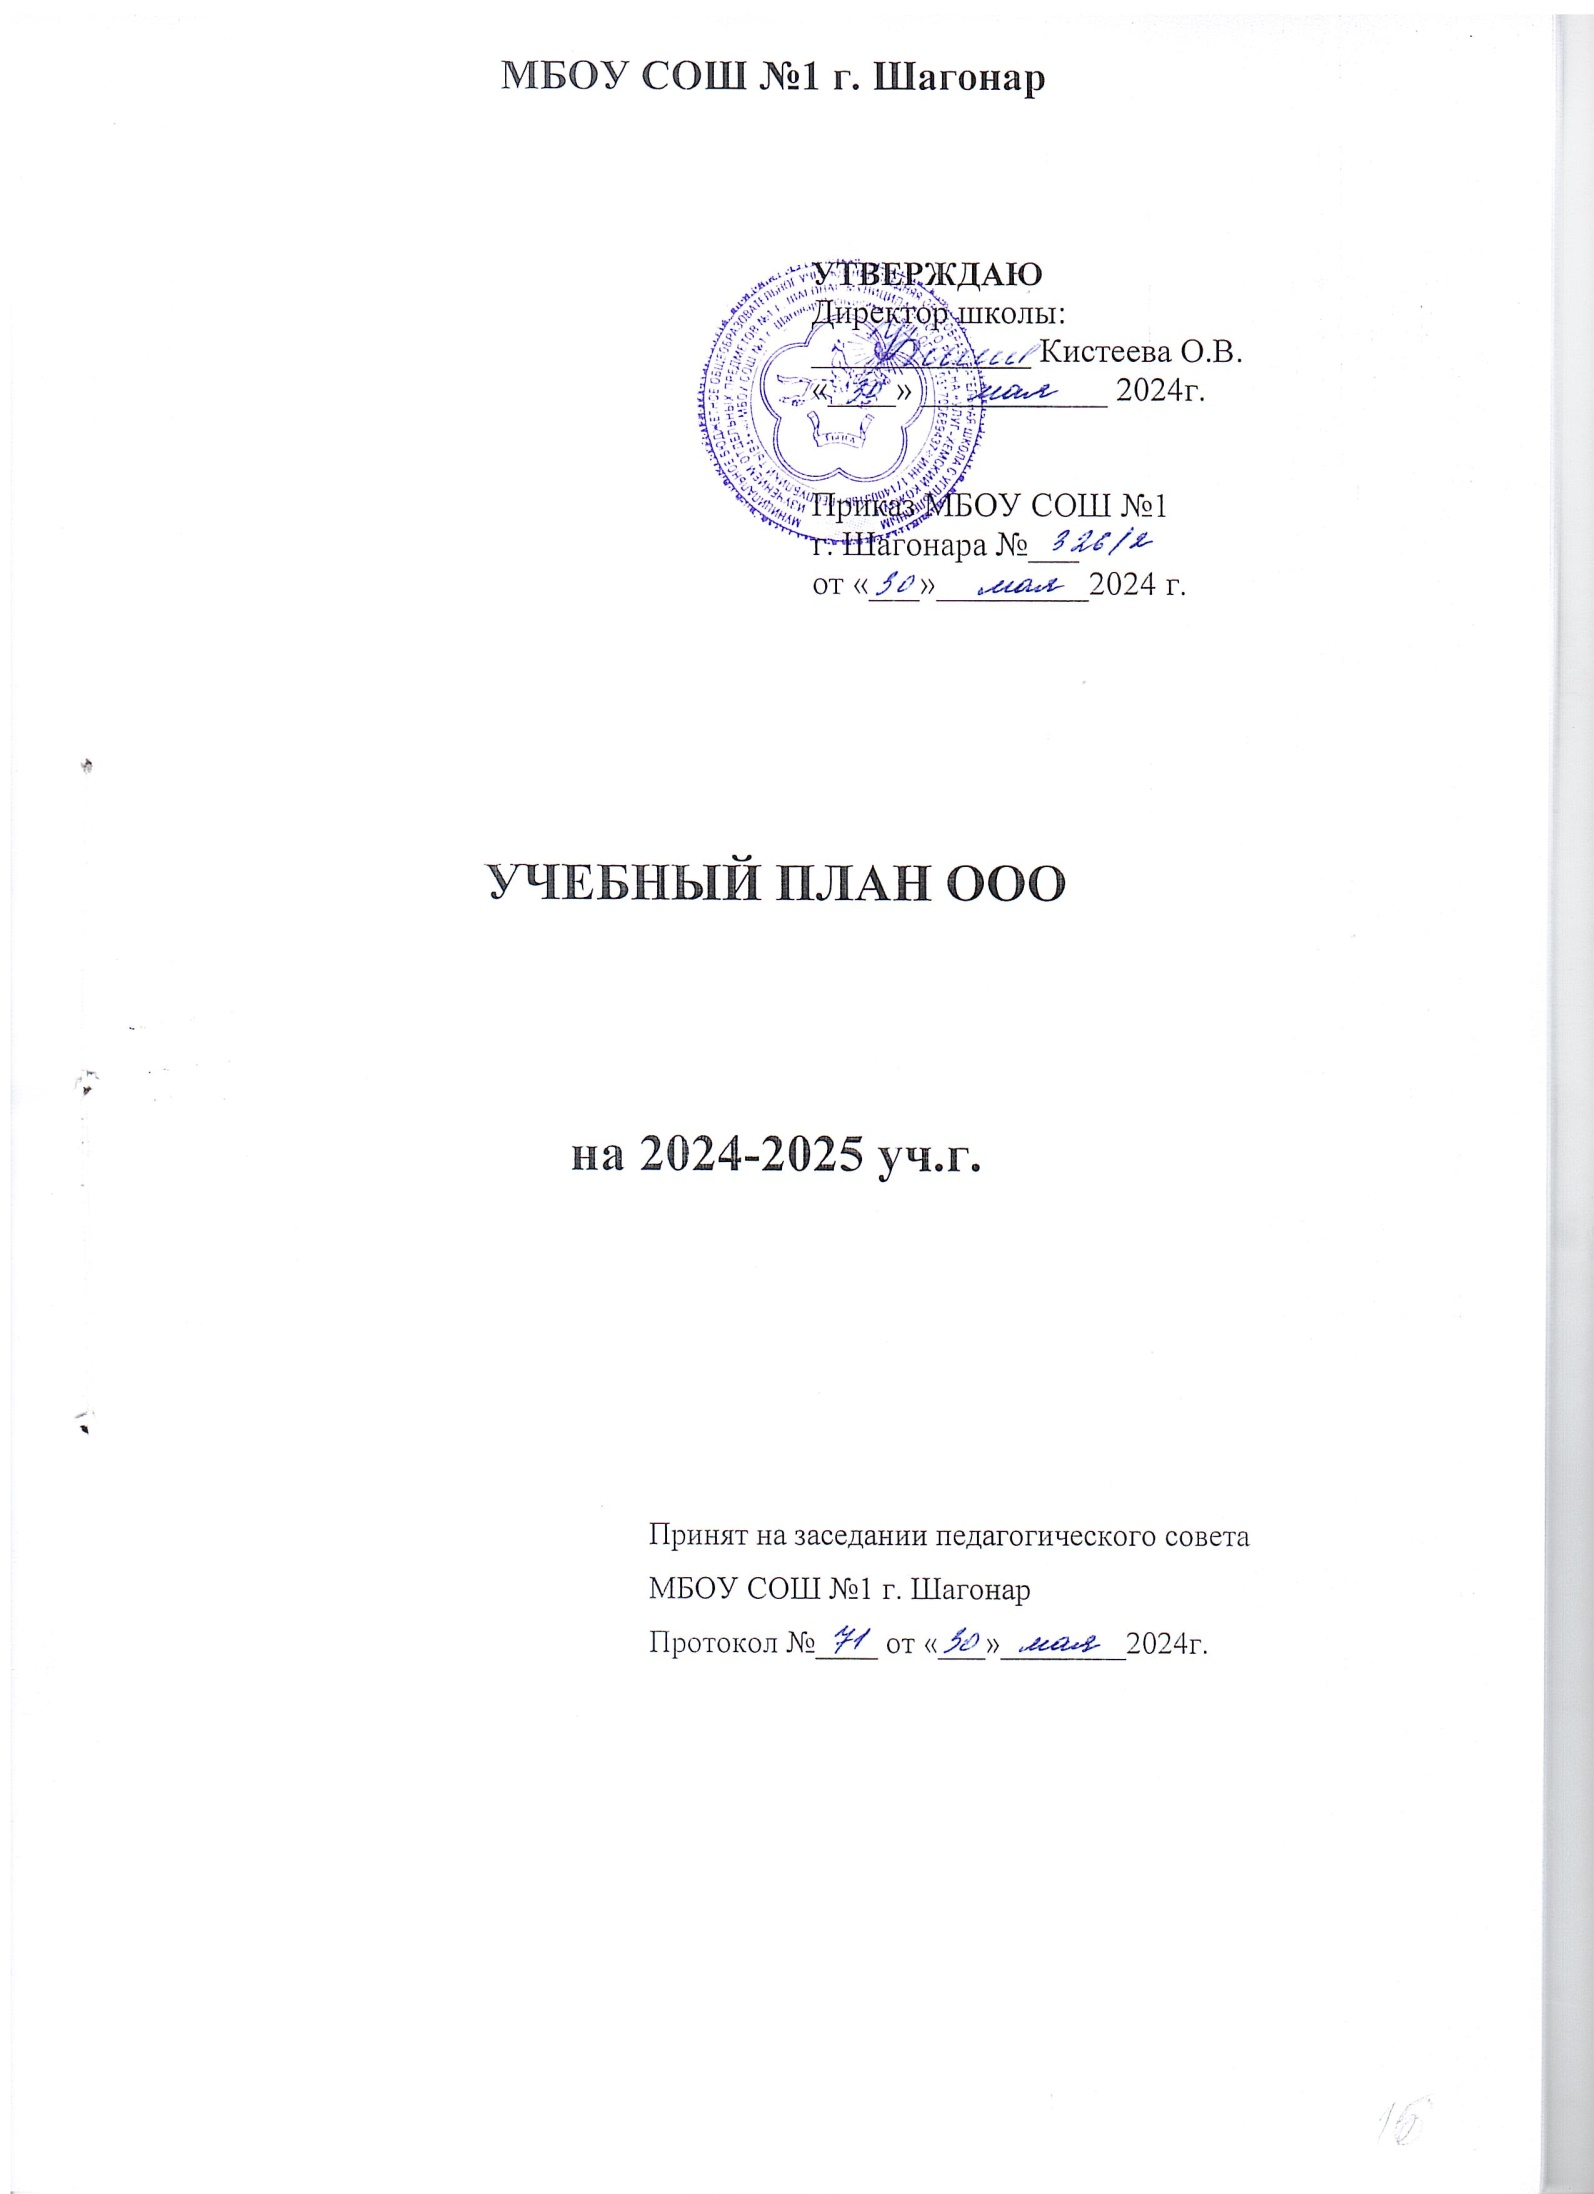 МБОУ СОШ №1 г. Шагонар
УТВЕРЖДАЮ
Директор школы:
Кистеева О.В.
«30» мая 2024г.
Приказ МБОУ СОШ №1
г. Шагонара № 326/2
от «30» мая 2024 г.
УЧЕБНЫЙ ПЛАН ООО
на 2024-2025 уч.г.
Принят на заседании педагогического совета
МБОУ СОШ №1 г. Шагонар
Протокол № 71 от «30» мая 2024г.